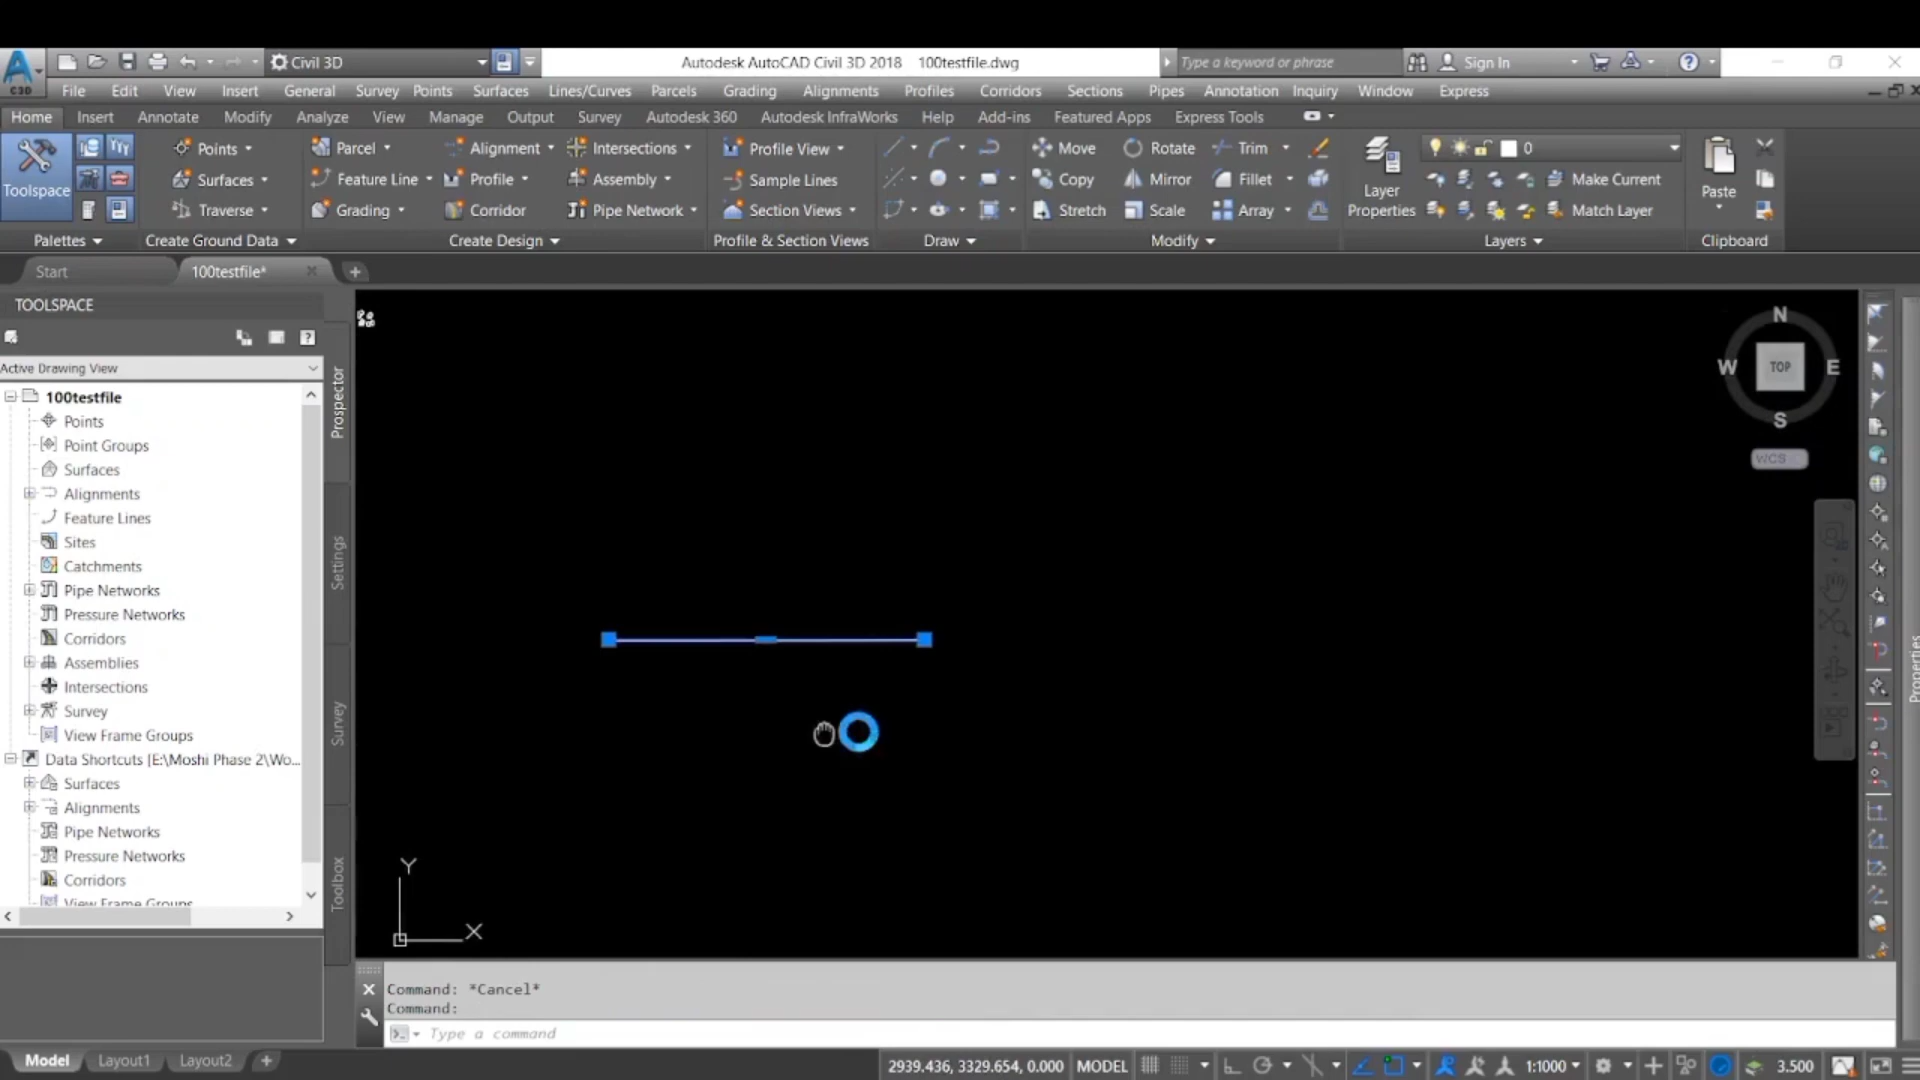 C3D
Civil 3D
Autodesk AutoCAD Civil 3D 2018 100testfile.dwg
Type a keyword or phrase
Sign In
File Edit View Insert General Survey Points Surfaces Lines/Curves Parcels Grading Alignments Profiles Corridors Sections Pipes Annotation Inquiry Window Express
Home Insert Annotate Modify Analyze View Manage Output Survey Autodesk 360 Autodesk InfraWorks Help Add-ins Featured Apps Express Tools
Points Parcel Alignment Intersections Profile View Move Rotate Trim 0
Toolspace Surfaces Feature Line Profile Assembly Sample Lines Copy Mirror Fillet Layer Properties Make Current Paste
Traverse Grading Corridor Pipe Network Section Views Stretch Scale Array Match Layer
Palettes Create Ground Data Create Design Profile & Section Views Draw Modify Layers Clipboard
Start 100testfile*
TOOLSPACE
Active Drawing View
100testfile
Points
Point Groups
Surfaces
Alignments
Feature Lines
Sites
Catchments
Pipe Networks
Pressure Networks
Corridors
Assemblies
Intersections
Survey
View Frame Groups
Data Shortcuts [E:\Moshi Phase 2\Wo...
Surfaces
Alignments
Pipe Networks
Pressure Networks
Corridors
View Frame Groups
Prospector
Settings
Survey
Toolbox
N
W TOP E
S
WCS
Properties
Y
X
Command: *Cancel*
Command:
Type a command
Model Layout1 Layout2
2939.436, 3329.654, 0.000 MODEL 1:1000 3.500